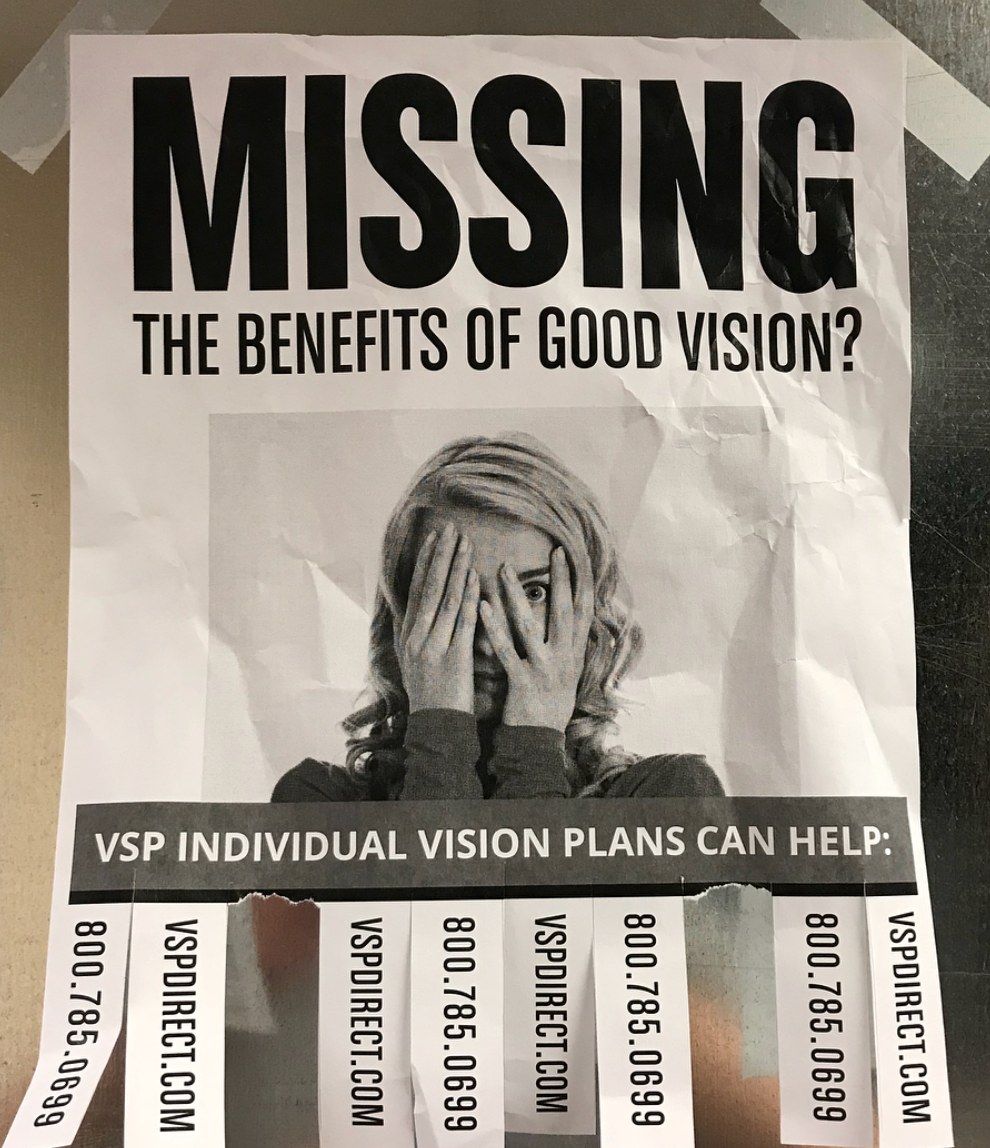 MISSING
THE BENEFITS OF GOOD VISION?
VSP INDIVIDUAL VISION PLANS CAN HELP:
800.785.0699
VSPDIRECT.COM
VSPDIRECT.COM
800.785.0699
VSPDIRECT.COM
800.785.0699
800.785.0699
VSPDIRECT.COM